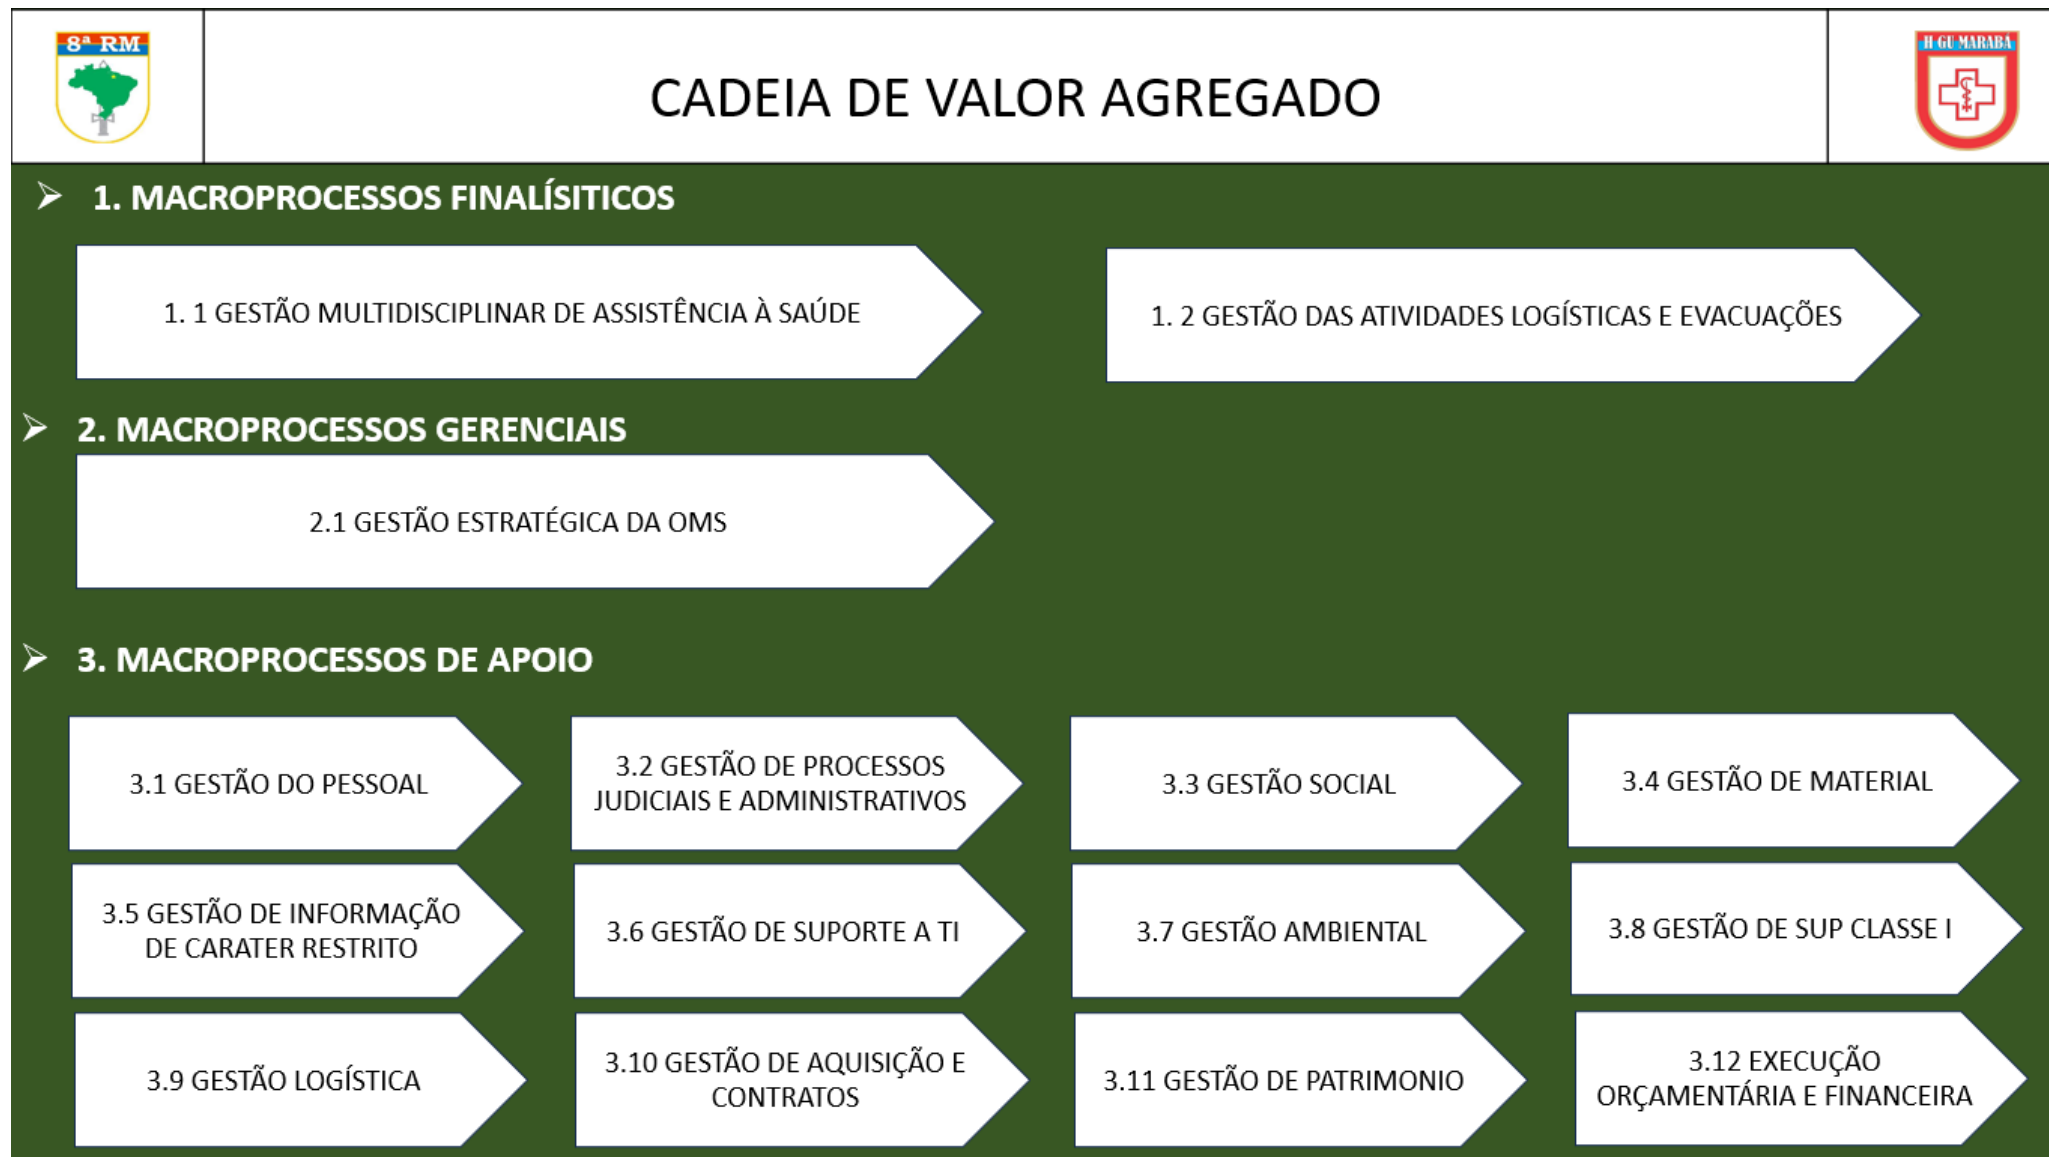 8ª RM
CADEIA DE VALOR AGREGADO
H GU MARABÁ
1. MACROPROCESSOS FINALÍSITICOS
1. 1 GESTÃO MULTIDISCIPLINAR DE ASSISTÊNCIA À SAÚDE
1. 2 GESTÃO DAS ATIVIDADES LOGÍSTICAS E EVACUAÇÕES
2. MACROPROCESSOS GERENCIAIS
2.1 GESTÃO ESTRATÉGICA DA OMS
3. MACROPROCESSOS DE APOIO
3.1 GESTÃO DO PESSOAL
3.2 GESTÃO DE PROCESSOS
JUDICIAIS E ADMINISTRATIVOS
3.3 GESTÃO SOCIAL
3.4 GESTÃO DE MATERIAL
3.5 GESTÃO DE INFORMAÇÃO
DE CARATER RESTRITO
3.6 GESTÃO DE SUPORTE A TI
3.7 GESTÃO AMBIENTAL
3.8 GESTÃO DE SUP CLASSE I
3.9 GESTÃO LOGÍSTICA
3.10 GESTÃO DE AQUISIÇÃO E
CONTRATOS
3.11 GESTÃO DE PATRIMONIO
3.12 EXECUÇÃO
ORÇAMENTÁRIA E FINANCEIRA